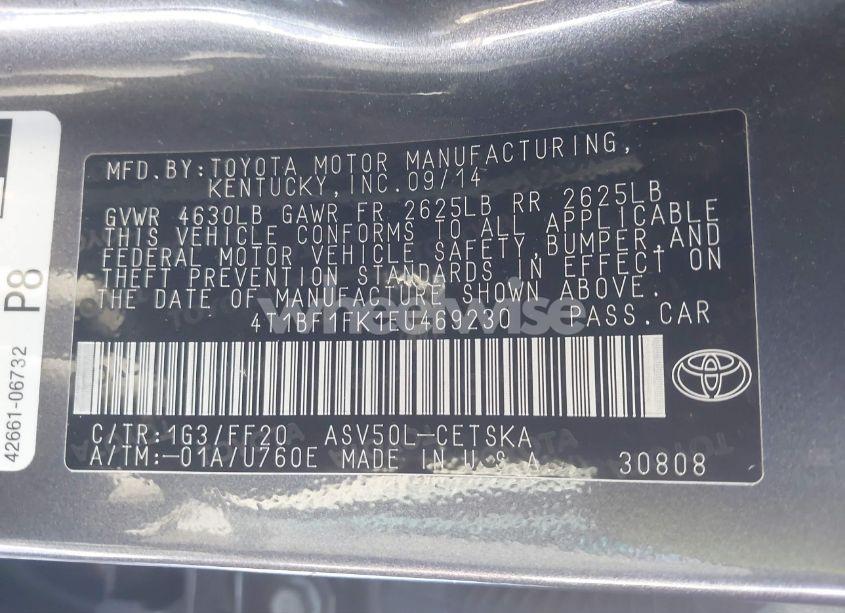 MFD.BY:TOYOTA MOTOR MANUFACTURING,
KENTUCKY,INC.09/14
GVWR 4630LB GAWR FR 2625LB RR 2625LB
THIS VEHICLE CONFORMS TO ALL APPLICABLE
FEDERAL MOTOR VEHICLE SAFETY,BUMPER,AND
THEFT PREVENTION STANDARDS IN EFFECT ON
THE DATE OF MANUFACTURE SHOWN ABOVE.
4T1BF1FK1EU469230 PASS.CAR
wheelwise
C/TR:1G3/FF20 ASV50L-CETSKA
A/TM:-01A/U760E MADE IN U.S.A. 30808
42661-06732 P8